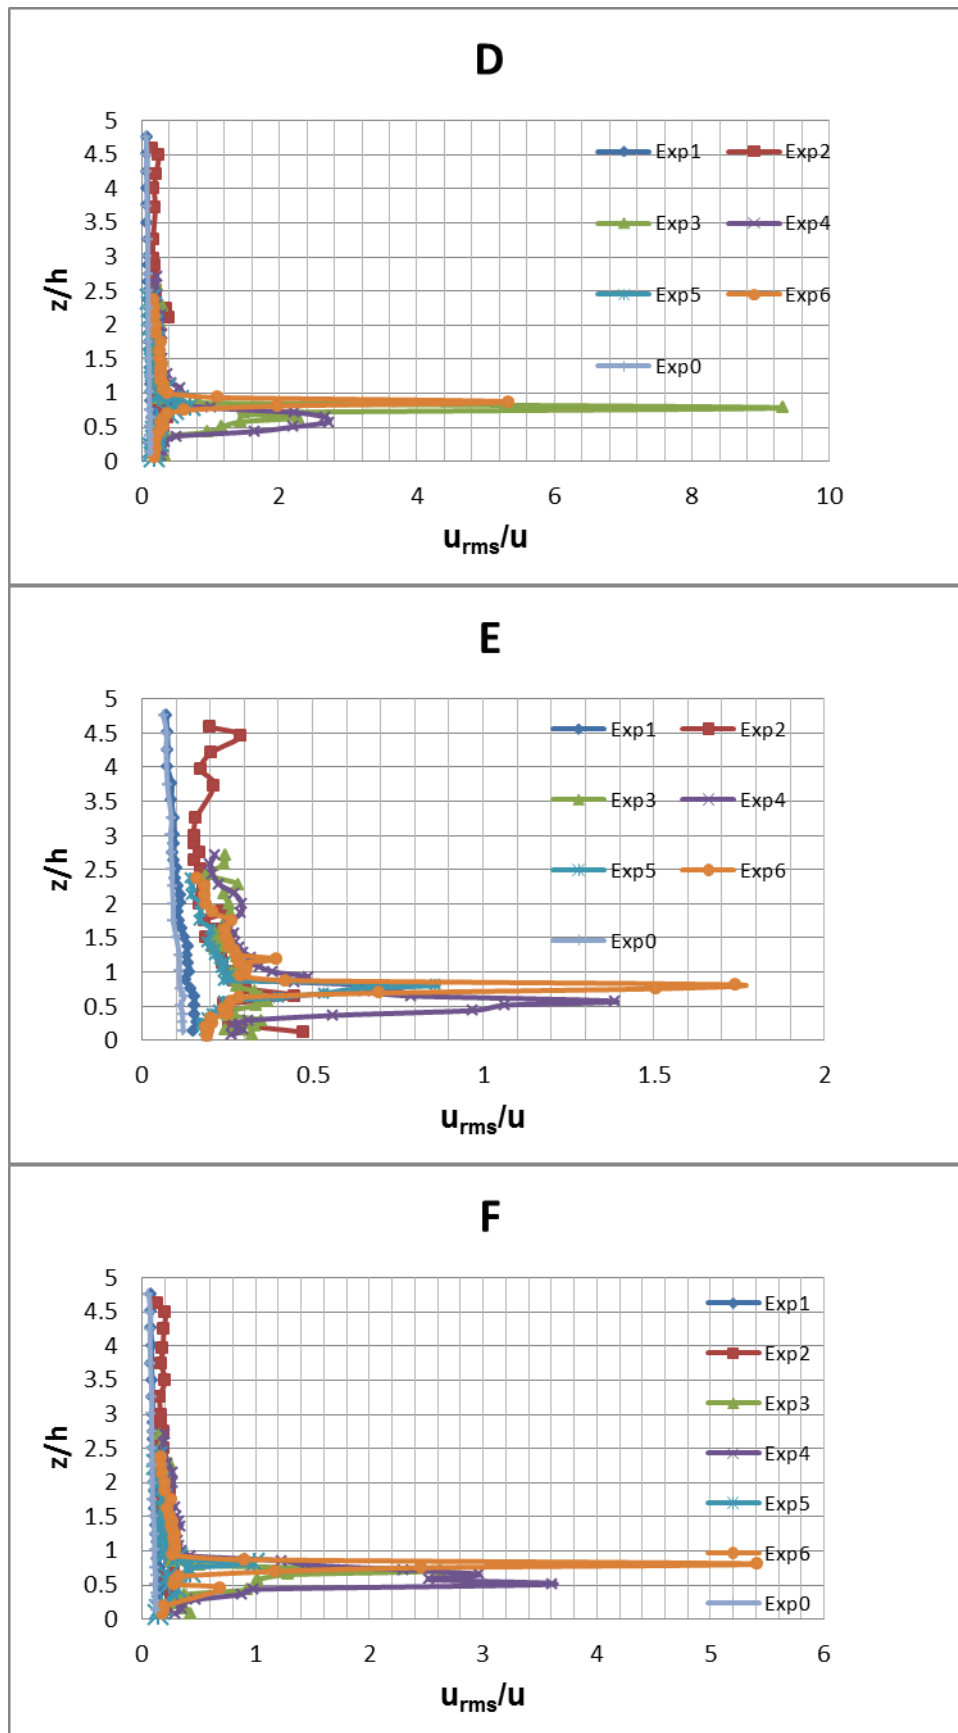 D
5
4.5
4
3.5
3
2.5
2
1.5
1
0.5
0
z/h
Exp1 Exp2
Exp3 Exp4
Exp5 Exp6
Exp0
0 2 4 6 8 10
u_rms/u
E
5
4.5
4
3.5
3
2.5
2
1.5
1
0.5
0
z/h
Exp1 Exp2
Exp3 Exp4
Exp5 Exp6
Exp0
0 0.5 1 1.5 2
u_rms/u
F
5
4.5
4
3.5
3
2.5
2
1.5
1
0.5
0
z/h
Exp1
Exp2
Exp3
Exp4
Exp5
Exp6
Exp0
0 1 2 3 4 5 6
u_rms/u